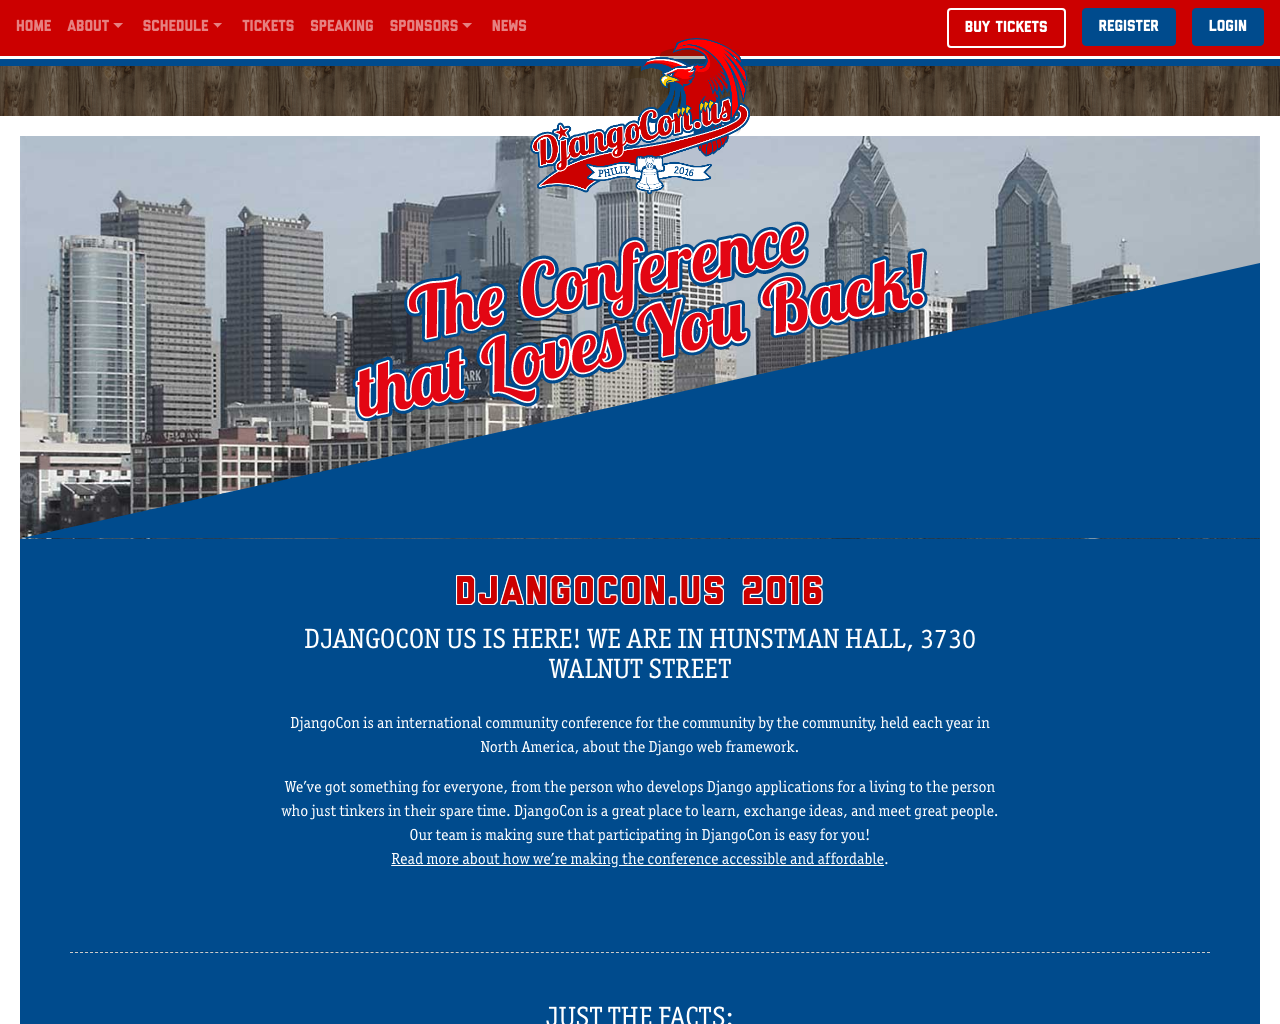 HOME ABOUT SCHEDULE TICKETS SPEAKING SPONSORS NEWS BUY TICKETS REGISTER LOGIN
DjangoCon.us
PHILLY 2016
The Conference
that Loves You Back!
PARK
DJANGOCON.US 2016
DJANGOCON US IS HERE! WE ARE IN HUNSTMAN HALL, 3730
WALNUT STREET
DjangoCon is an international community conference for the community by the community, held each year in
North America, about the Django web framework.
We’ve got something for everyone, from the person who develops Django applications for a living to the person
who just tinkers in their spare time. DjangoCon is a great place to learn, exchange ideas, and meet great people.
Our team is making sure that participating in DjangoCon is easy for you!
Read more about how we’re making the conference accessible and affordable.
JUST THE FACTS: